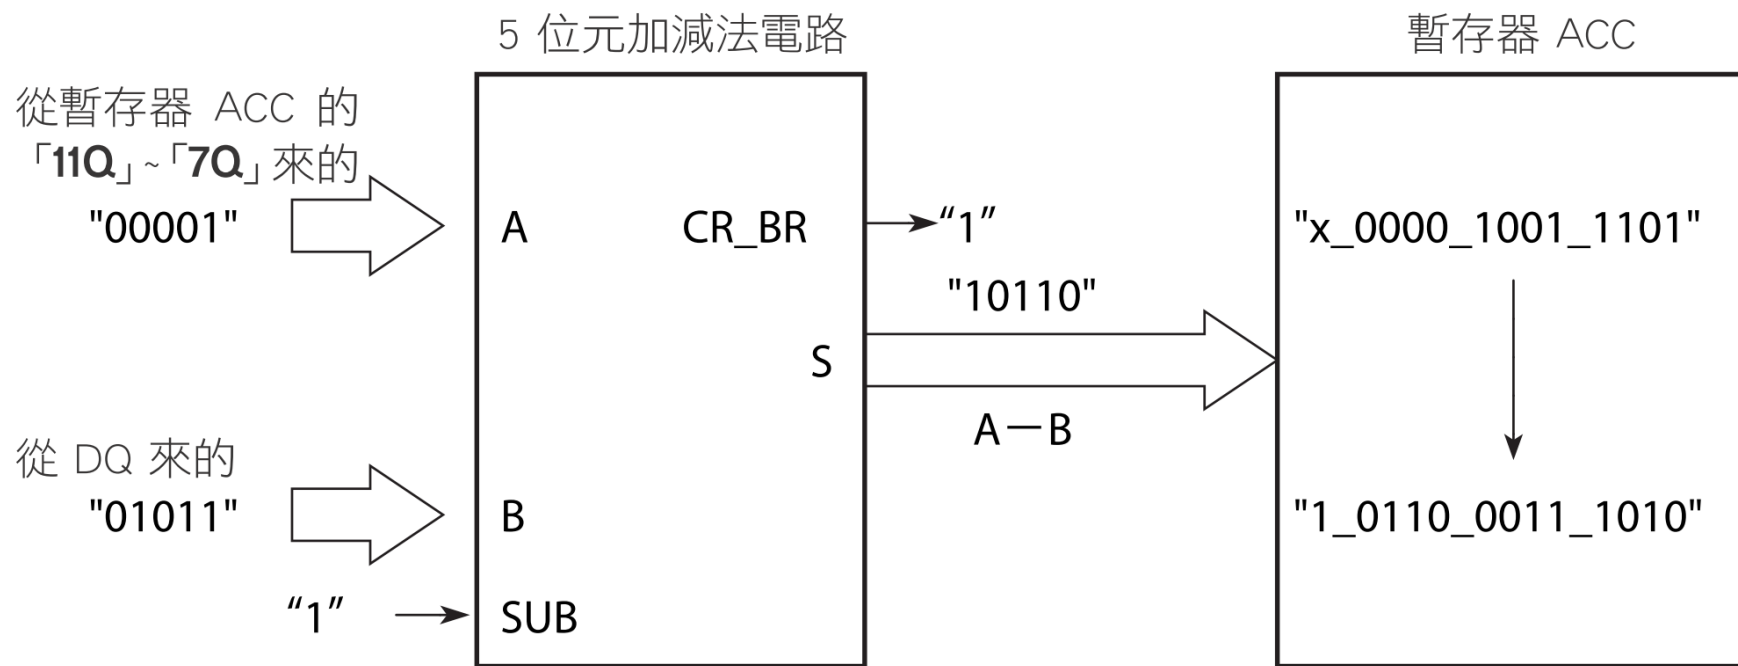 5 位元加減法電路
暫存器 ACC
從暫存器 ACC 的
「11Q」~「7Q」來的
"00001"
A
CR_BR
“1”
"x_0000_1001_1101"
"10110"
S
A－B
從 DQ 來的
"01011"
B
"1_0110_0011_1010"
“1”
SUB